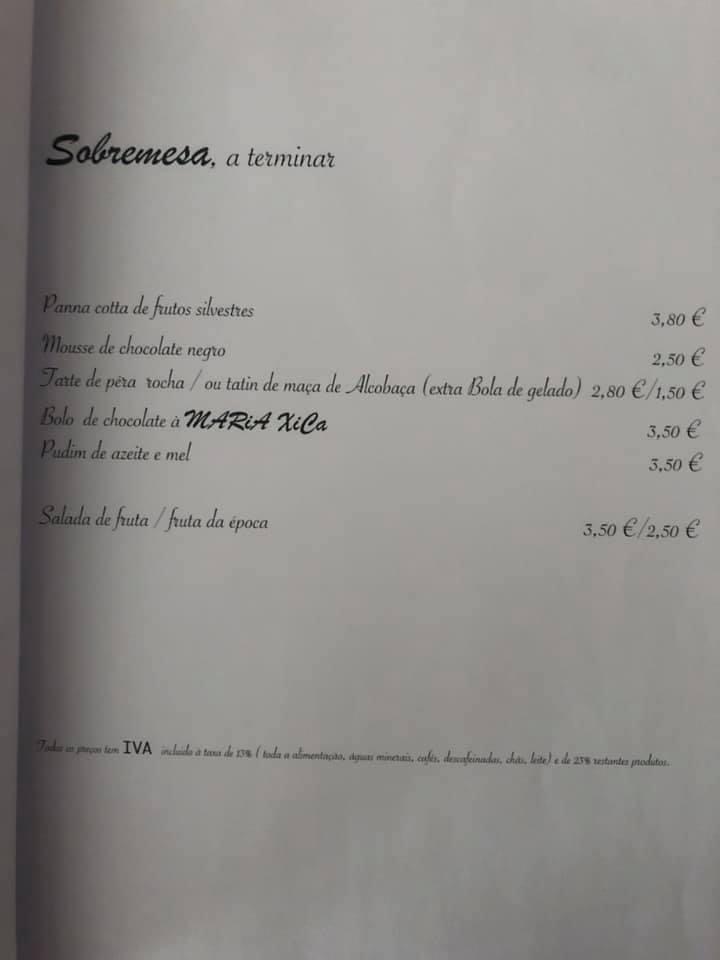 Sobremesa, a terminar
Panna cotta de frutos silvestres 3,80 €
Mousse de chocolate negro 2,50 €
Tarte de pêra rocha / ou tatin de maça de Alcobaça (extra Bola de gelado) 2,80 €/1,50 €
Bolo de chocolate à MARiA XiCa 3,50 €
Pudim de azeite e mel 3,50 €
Salada de fruta / fruta da época 3,50 €/2,50 €
Todos os preços tem IVA incluido à taxa de 13% ( toda a alimentação, águas minerais, cafés, descafeinadas, chás, leite) e de 23% restantes produtos.